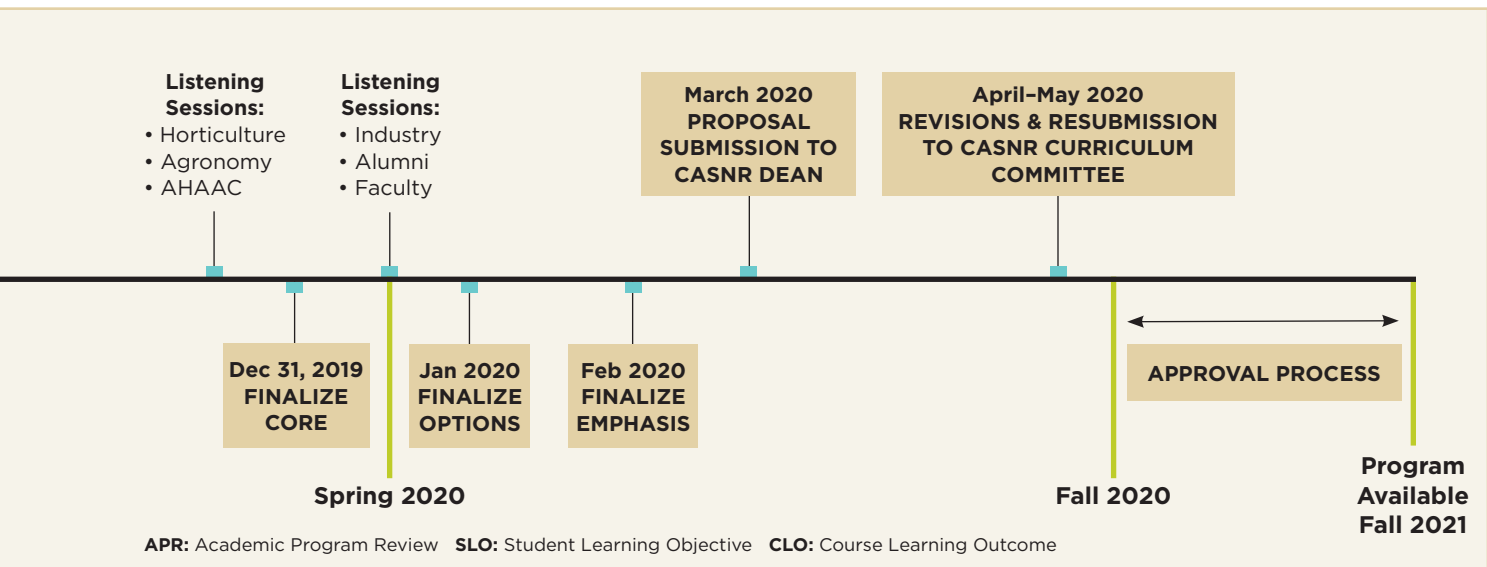 Listening
Sessions:
• Horticulture
• Agronomy
• AHAAC
Listening
Sessions:
• Industry
• Alumni
• Faculty
March 2020
PROPOSAL
SUBMISSION TO
CASNR DEAN
April–May 2020
REVISIONS & RESUBMISSION
TO CASNR CURRICULUM
COMMITTEE
Dec 31, 2019
FINALIZE
CORE
Jan 2020
FINALIZE
OPTIONS
Feb 2020
FINALIZE
EMPHASIS
APPROVAL PROCESS
Spring 2020
Fall 2020
Program
Available
Fall 2021
APR: Academic Program Review SLO: Student Learning Objective CLO: Course Learning Outcome